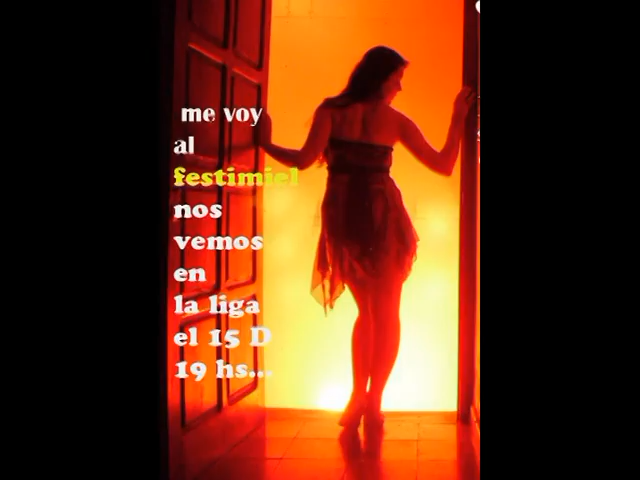 me voy
al
festimiel
nos
vemos
en
la liga
el 15 D
19 hs...